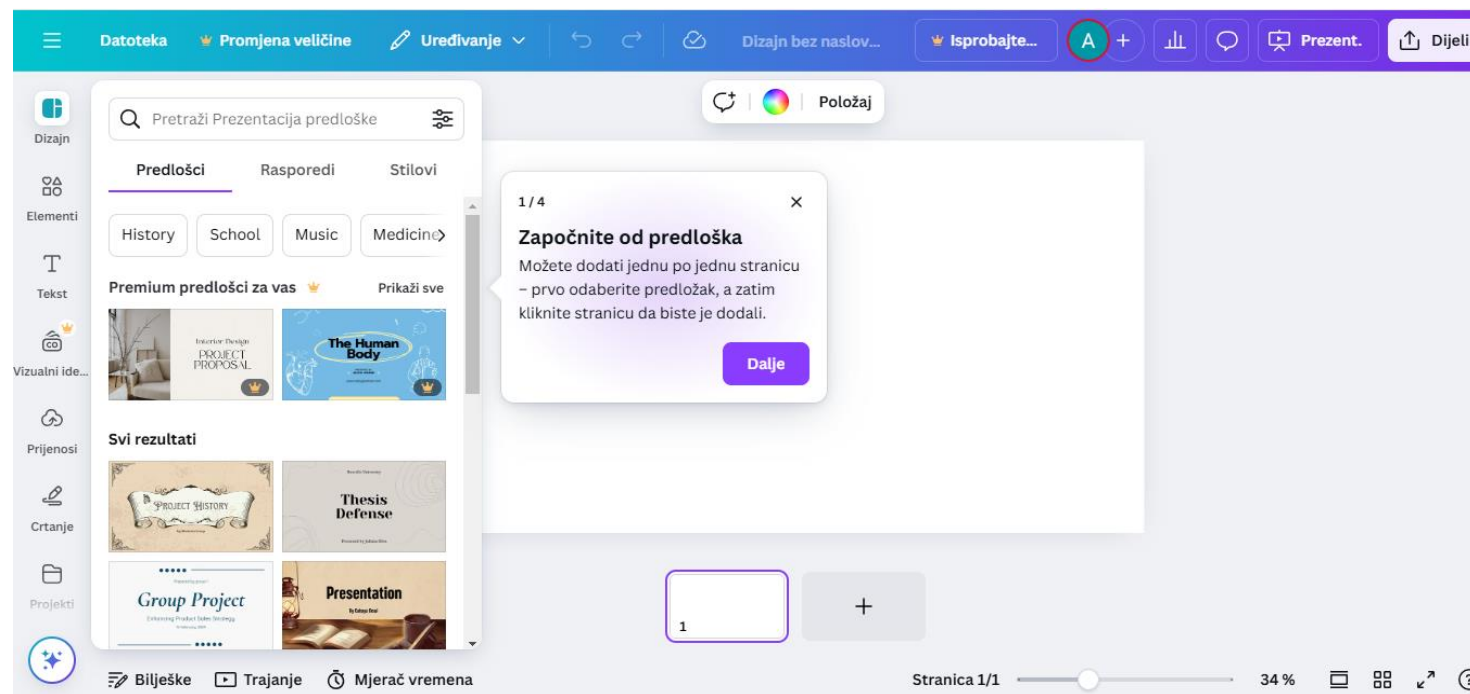 Datoteka
Promjena veličine
Uređivanje
Dizajn bez naslov...
Isprobajte...
A
+
Prezent.
Dijeli
Dizajn
Elementi
Tekst
Vizualni ide...
Prijenosi
Crtanje
Projekti
Pretraži Prezentacija predloške
Predlošci
Rasporedi
Stilovi
History
School
Music
Medicine
Premium predlošci za vas
Prikaži sve
Interior Design
PROJECT
PROPOSAL
The Human
Body
Svi rezultati
PROJECT HISTORY
Thesis
Defense
Group Project
Presentation
Položaj
1 / 4
Započnite od predloška
Možete dodati jednu po jednu stranicu
– prvo odaberite predložak, a zatim
kliknite stranicu da biste je dodali.
Dalje
1
+
Bilješke
Trajanje
Mjerač vremena
Stranica 1/1
34 %